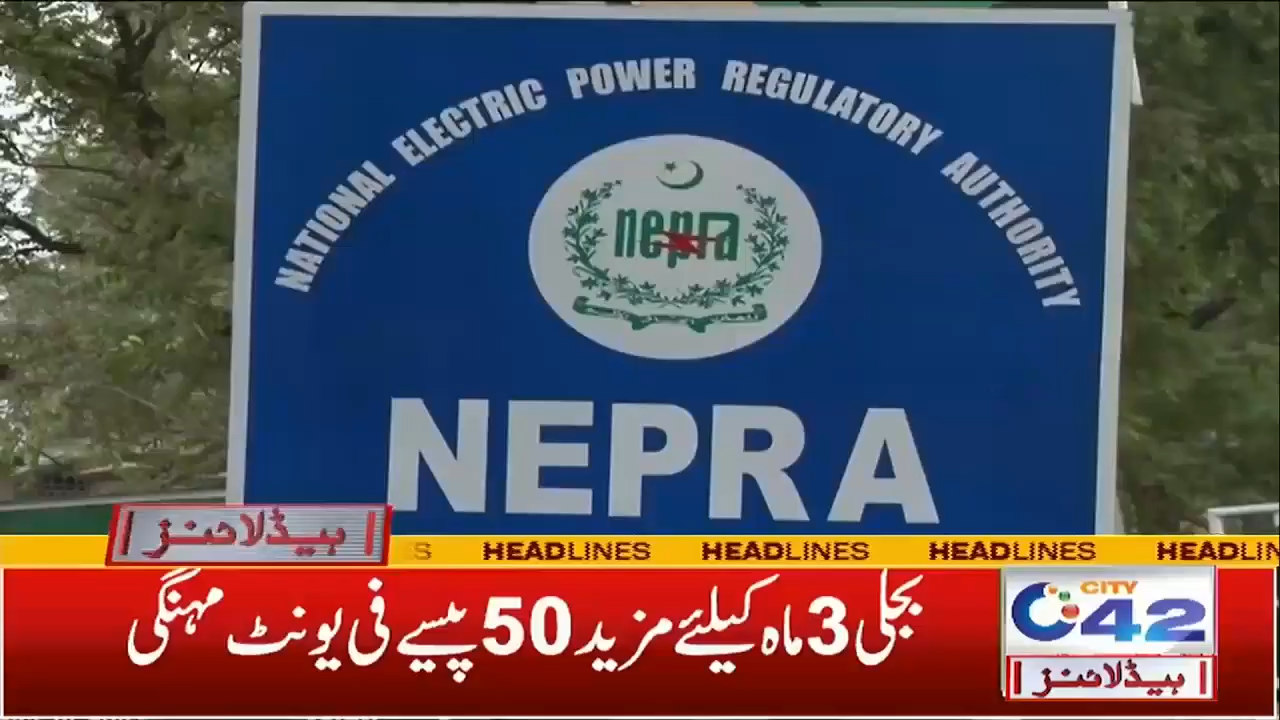 NATIONAL ELECTRIC POWER REGULATORY AUTHORITY
nepra
NEPRA
ہیڈلائنز
HEADLINES HEADLINES HEADLINES HEADLIN
بجلی 3 ماہ کیلئے مزید 50 پیسے فی یونٹ مہنگی
CITY
42
ہیڈلائنز